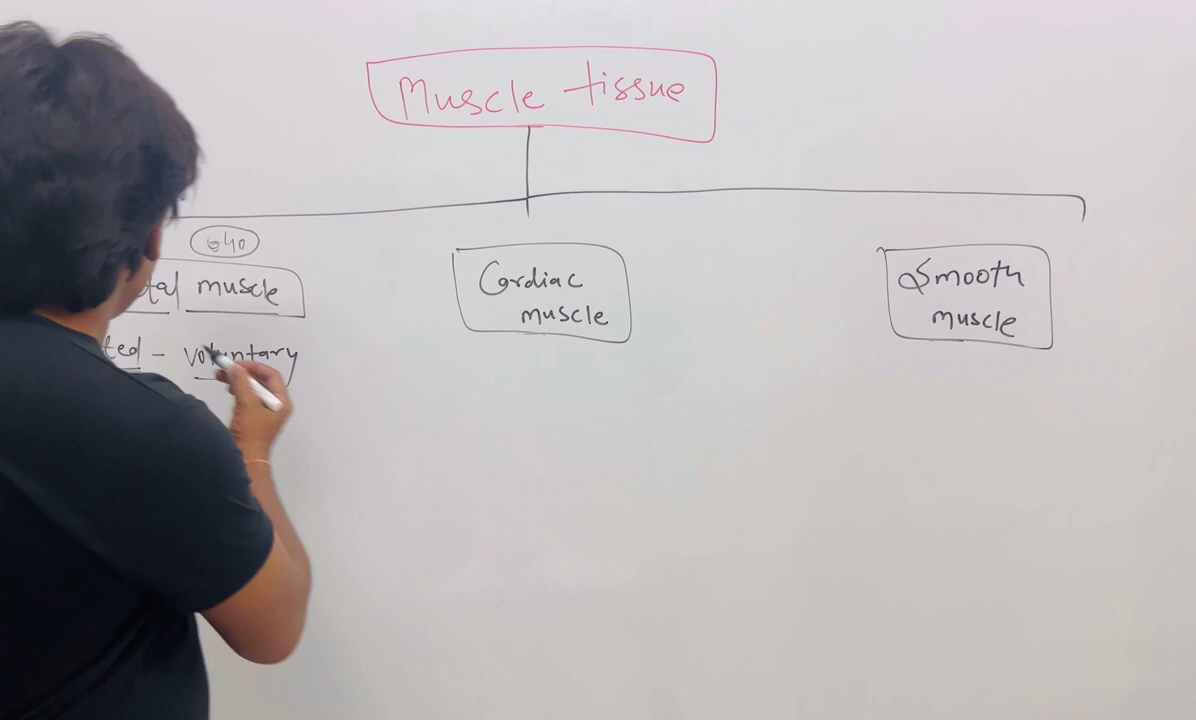 Muscle tissue
640
tal muscle
Cardiac
muscle
Smooth
muscle
ted - voluntary